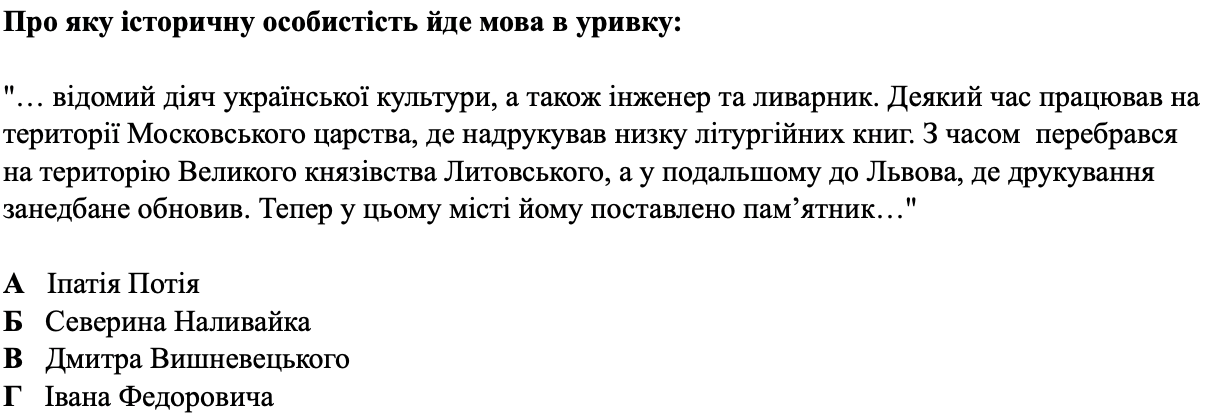 Про яку історичну особистість йде мова в уривку:
"… відомий діяч української культури, а також інженер та ливарник. Деякий час працював на
території Московського царства, де надрукував низку літургійних книг. З часом перебрався
на територію Великого князівства Литовського, а у подальшому до Львова, де друкування
занедбане обновив. Тепер у цьому місті йому поставлено пам’ятник…"
А Іпатія Потія
Б Северина Наливайка
В Дмитра Вишневецького
Г Івана Федоровича